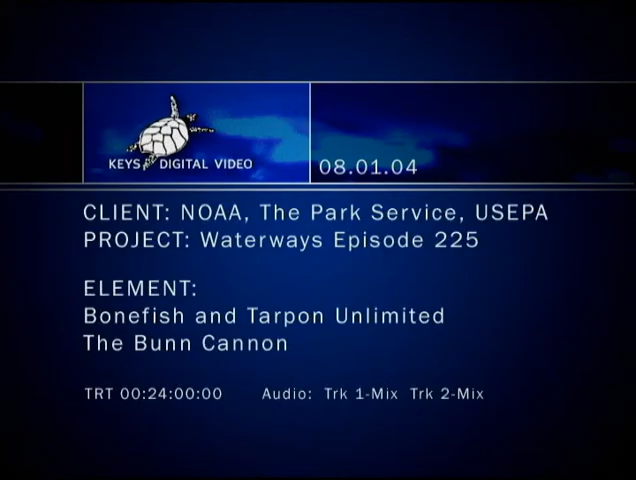 KEYS DIGITAL VIDEO
08.01.04
CLIENT: NOAA, The Park Service, USEPA
PROJECT: Waterways Episode 225
ELEMENT:
Bonefish and Tarpon Unlimited
The Bunn Cannon
TRT 00:24:00:00 Audio: Trk 1-Mix Trk 2-Mix